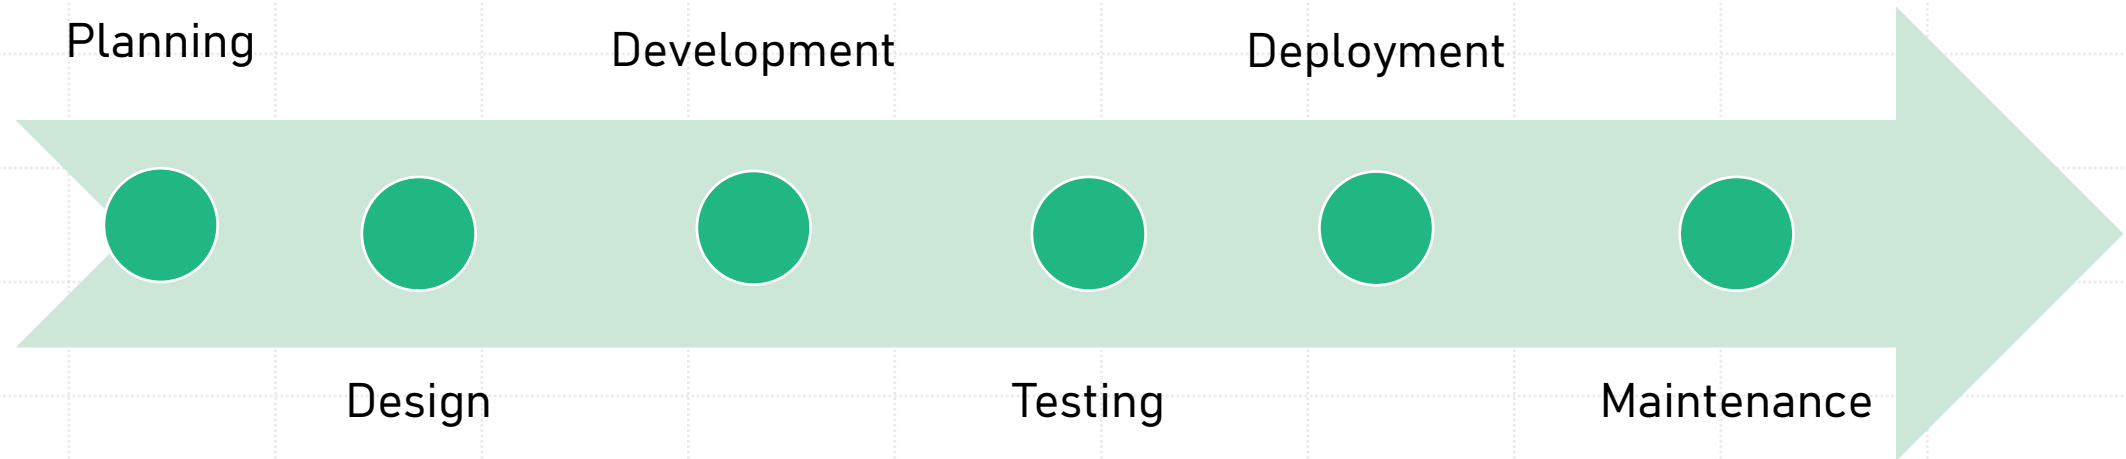 Planning
Development
Deployment
Design
Testing
Maintenance